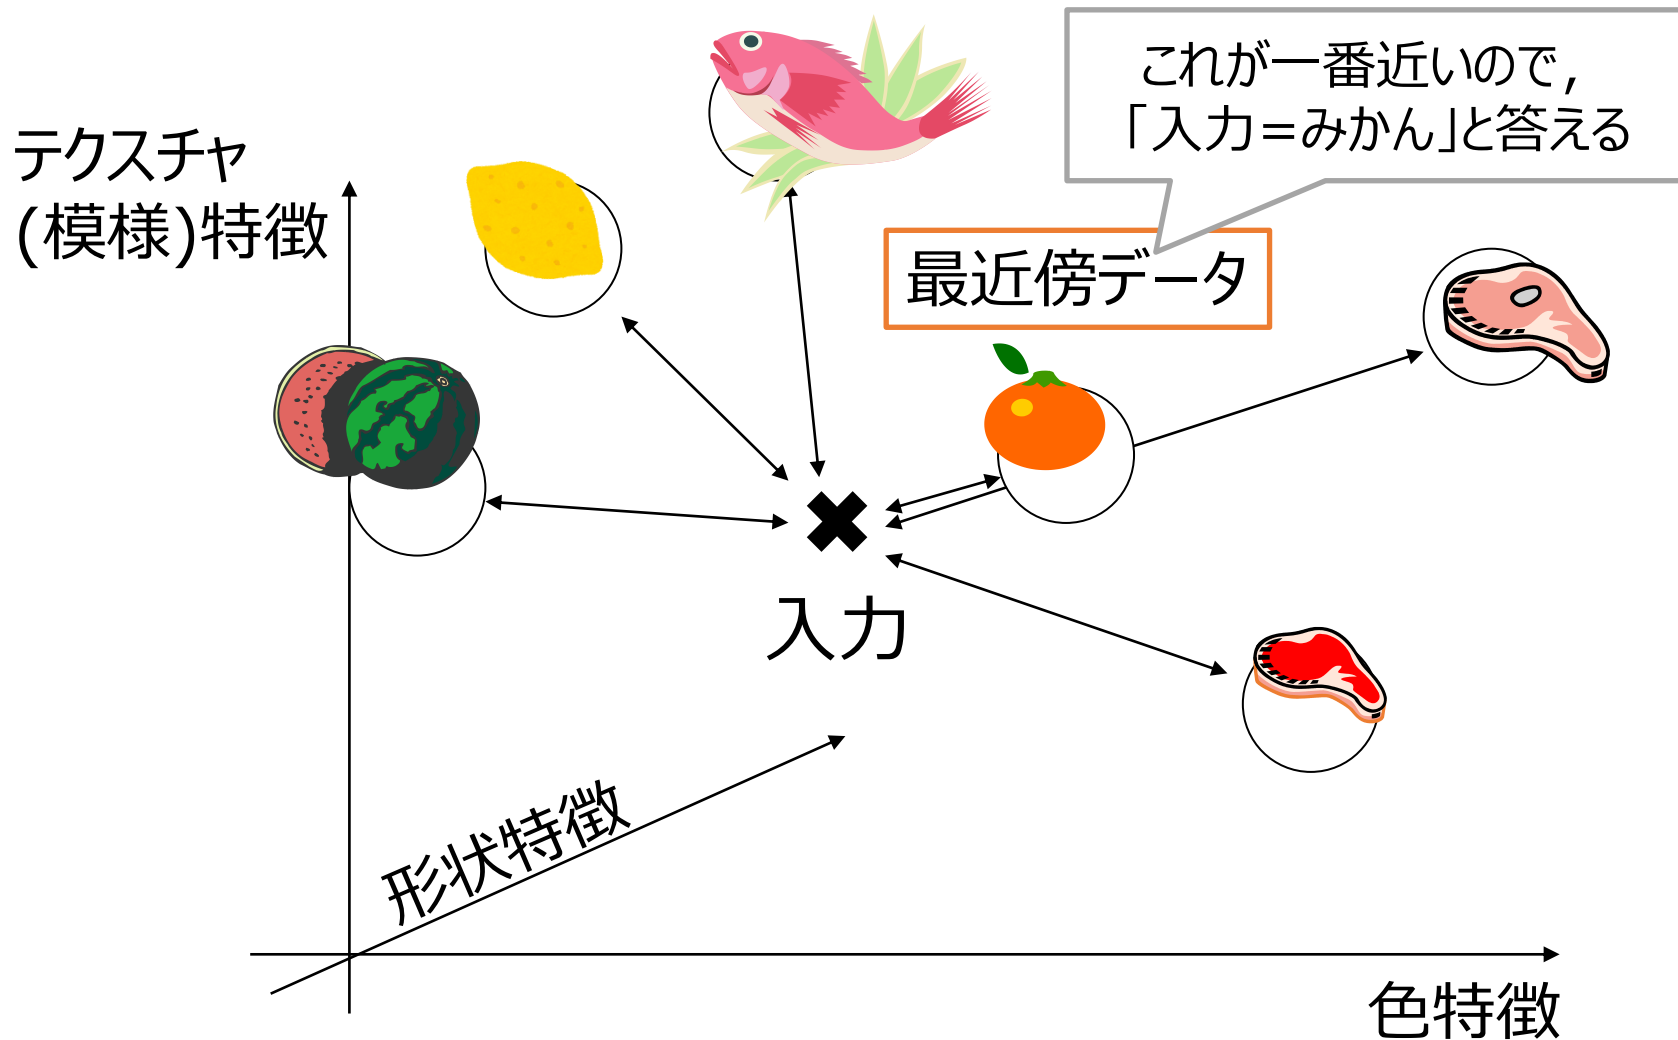 これが一番近いので,
「入力=みかん」と答える
テクスチャ
(模様)特徴
最近傍データ
入力
形状特徴
色特徴